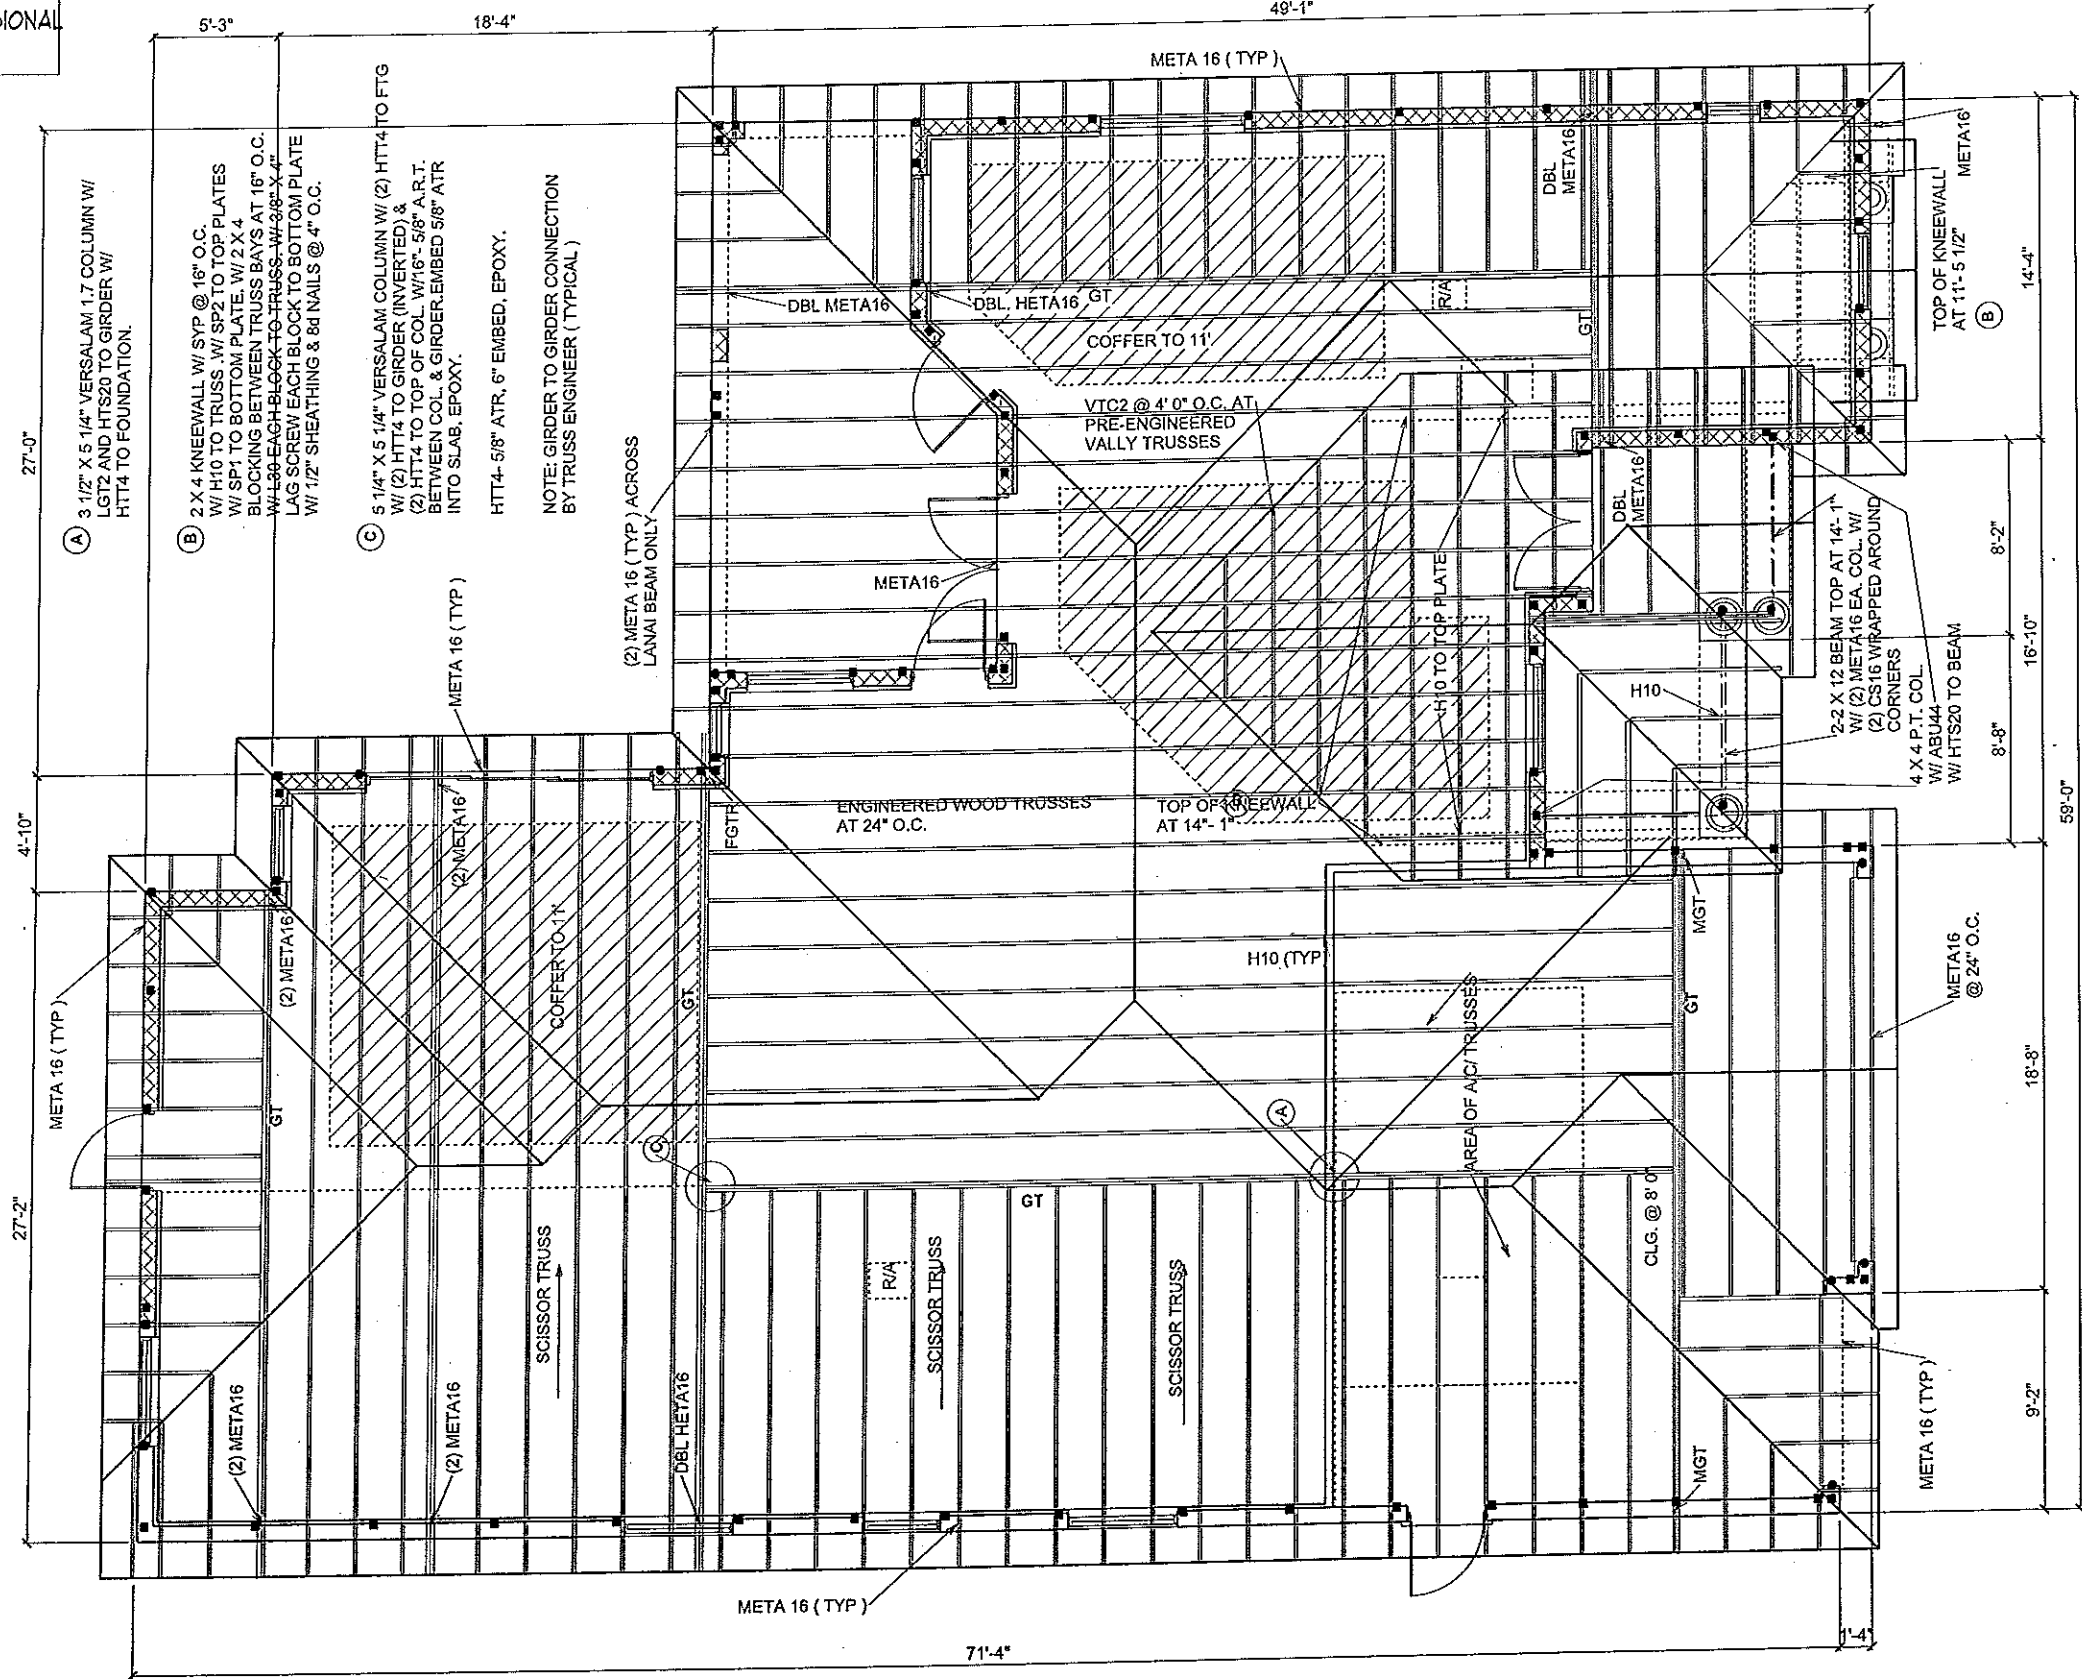 DIONAL
5'-3"
18'-4"
49'-1"
27'-0"
4'-10"
27'-2"
71'-4"
1'-4"
14'-4"
8'-2"
16'-10"
8'-8"
59'-0"
18'-8"
9'-2"
A
3 1/2" X 5 1/4" VERSALAM 1.7 COLUMN W/
LGT2 AND HTS20 TO GIRDER W/
HTT4 TO FOUNDATION.
B
2 X 4 KNEEWALL W/ SYP @ 16" O.C.
W/ H10 TO TRUSS .W/ SP2 TO TOP PLATES
W/ SP1 TO BOTTOM PLATE. W/ 2 X 4
BLOCKING BETWEEN TRUSS BAYS AT 16" O.C.
W/ L30 EACH BLOCK TO TRUSS. W/ 3/8" X 4"
LAG SCREW EACH BLOCK TO BOTTOM PLATE
W/ 1/2" SHEATHING & 8d NAILS @ 4" O.C.
C
5 1/4" X 5 1/4" VERSALAM COLUMN W/ (2) HTT4 TO FTG
W/ (2) HTT4 TO GIRDER (INVERTED) &
(2) HTT4 TO TOP OF COL. W/16"- 5/8" A.R.T.
BETWEEN COL. & GIRDER.EMBED 5/8" ATR
INTO SLAB, EPOXY.
HTT4- 5/8" ATR, 6" EMBED, EPOXY.
NOTE: GIRDER TO GIRDER CONNECTION
BY TRUSS ENGINEER ( TYPICAL )
META 16 ( TYP )
(2) META 16 ( TYP ) ACROSS
LANAI BEAM ONLY
META 16 ( TYP )
META 16 ( TYP )
DBL META16
DBL. HETA16
GT
COFFER TO 11'
R/A
DBL
META16
GT
META16
TOP OF KNEEWALL
AT 11'- 5 1/2"
B
VTC2 @ 4' 0" O.C. AT
PRE-ENGINEERED
VALLY TRUSSES
META16
DBL
META16
H10 TO TOP PLATE
H10
2-2 X 12 BEAM TOP AT 14'- 1"
W/ (2) META16 EA. COL. W/
(2) CS16 WRAPPED AROUND
CORNERS
4 X 4 P.T. COL
W/ ABU44
W/ HTS20 TO BEAM
ENGINEERED WOOD TRUSSES
AT 24" O.C.
TOP OF KNEEWALL
AT 14"- 1"
FGTR
(2) META16
(2) META16
COFFER TO 11'
GT
GT
H10 (TYP)
MGT
GT
META16
@ 24" O.C.
AREA OF A/C/ TRUSSES
C
A
GT
SCISSOR TRUSS
R/A
SCISSOR TRUSS
SCISSOR TRUSS
CLG. @ 8' 0"
(2) META16
(2) META16
DBL HETA16
MGT
META 16 ( TYP )
META 16 ( TYP )